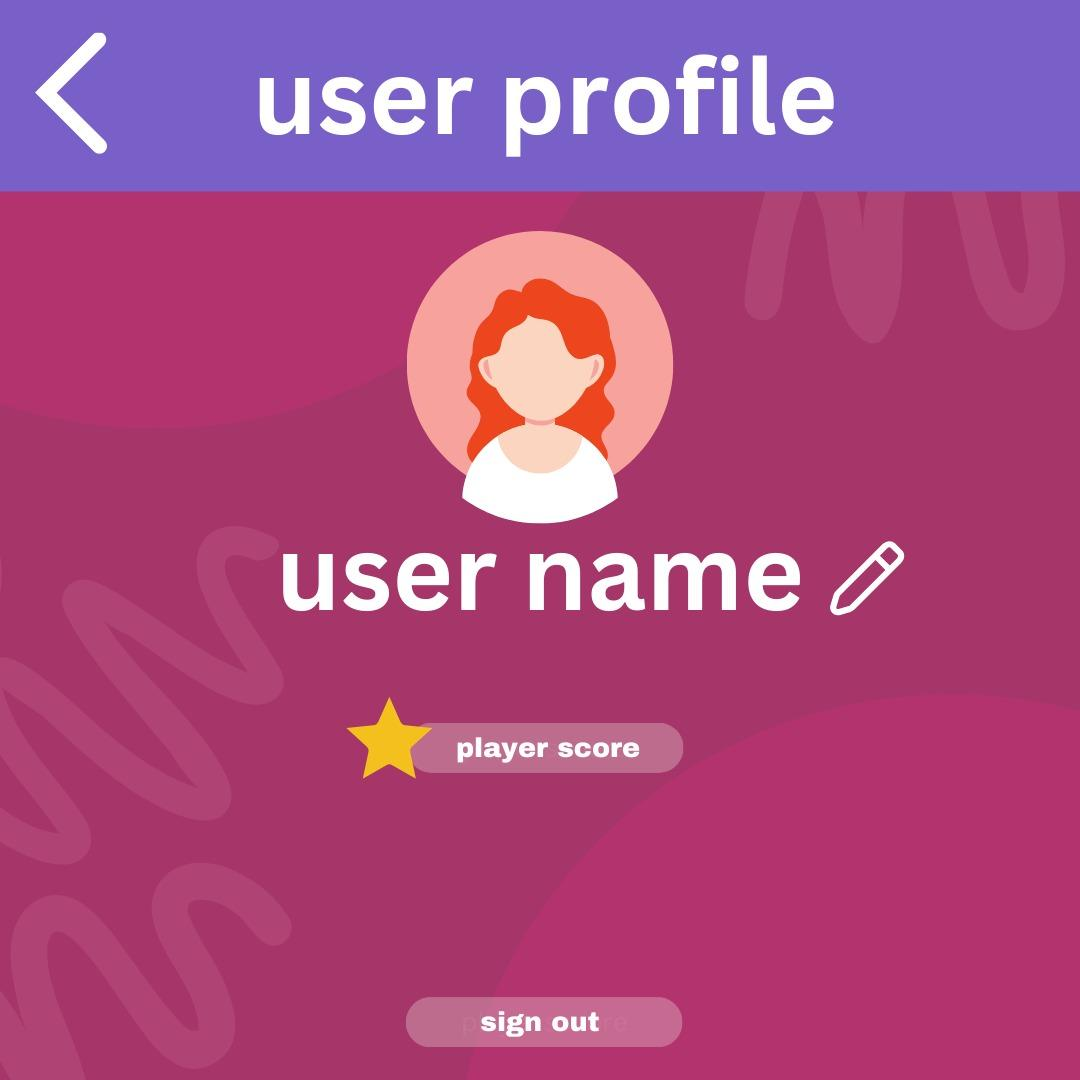 user profile
user name
player score
sign out